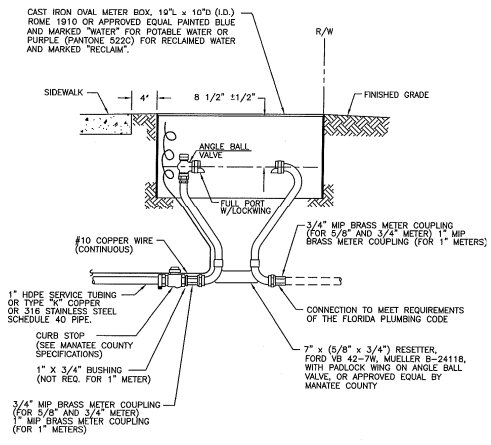 CAST IRON OVAL METER BOX, 19"L x 10"D (I.D.)
ROME 1910 OR APPROVED EQUAL PAINTED BLUE
AND MARKED "WATER" FOR POTABLE WATER OR
PURPLE (PANTONE 522C) FOR RECLAIMED WATER
AND MARKED "RECLAIM".
R/W
SIDEWALK
4"
8 1/2" ±1/2"
FINISHED GRADE
ANGLE BALL
VALVE
FULL PORT
W/LOCKWING
#10 COPPER WIRE
(CONTINUOUS)
3/4" MIP BRASS METER COUPLING
(FOR 5/8" AND 3/4" METER) 1" MIP
BRASS METER COUPLING (FOR 1" METERS)
1" HDPE SERVICE TUBING
OR TYPE "K" COPPER
OR 316 STAINLESS STEEL
SCHEDULE 40 PIPE.
CONNECTION TO MEET REQUIREMENTS
OF THE FLORIDA PLUMBING CODE
CURB STOP
(SEE MANATEE COUNTY
SPECIFICATIONS)
7" x (5/8" x 3/4") RESETTER,
FORD VB 42-7W, MUELLER B-24118,
WITH PADLOCK WING ON ANGLE BALL
VALVE, OR APPROVED EQUAL BY
MANATEE COUNTY
1" X 3/4" BUSHING
(NOT REQ. FOR 1" METER)
3/4" MIP BRASS METER COUPLING
(FOR 5/8" AND 3/4" METER)
1" MIP BRASS METER COUPLING
(FOR 1" METERS)